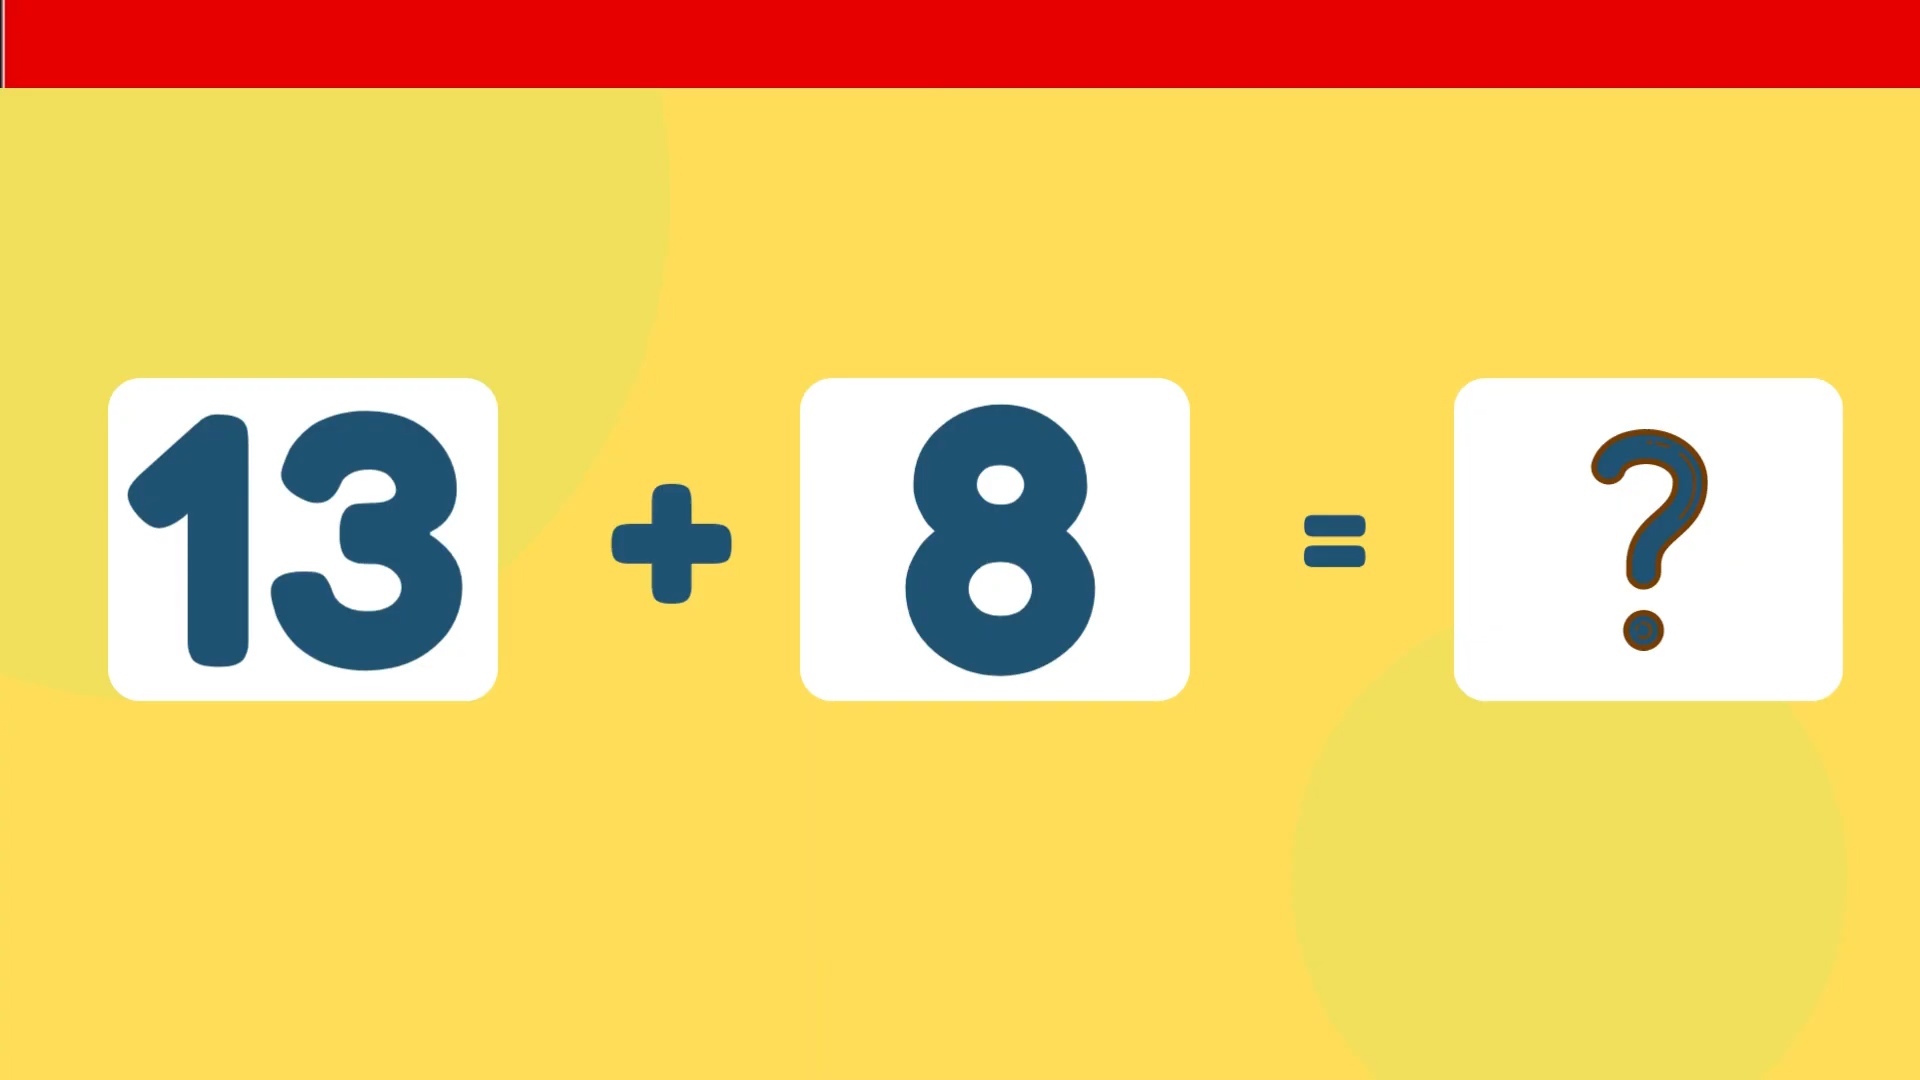 13 + 8 = ?